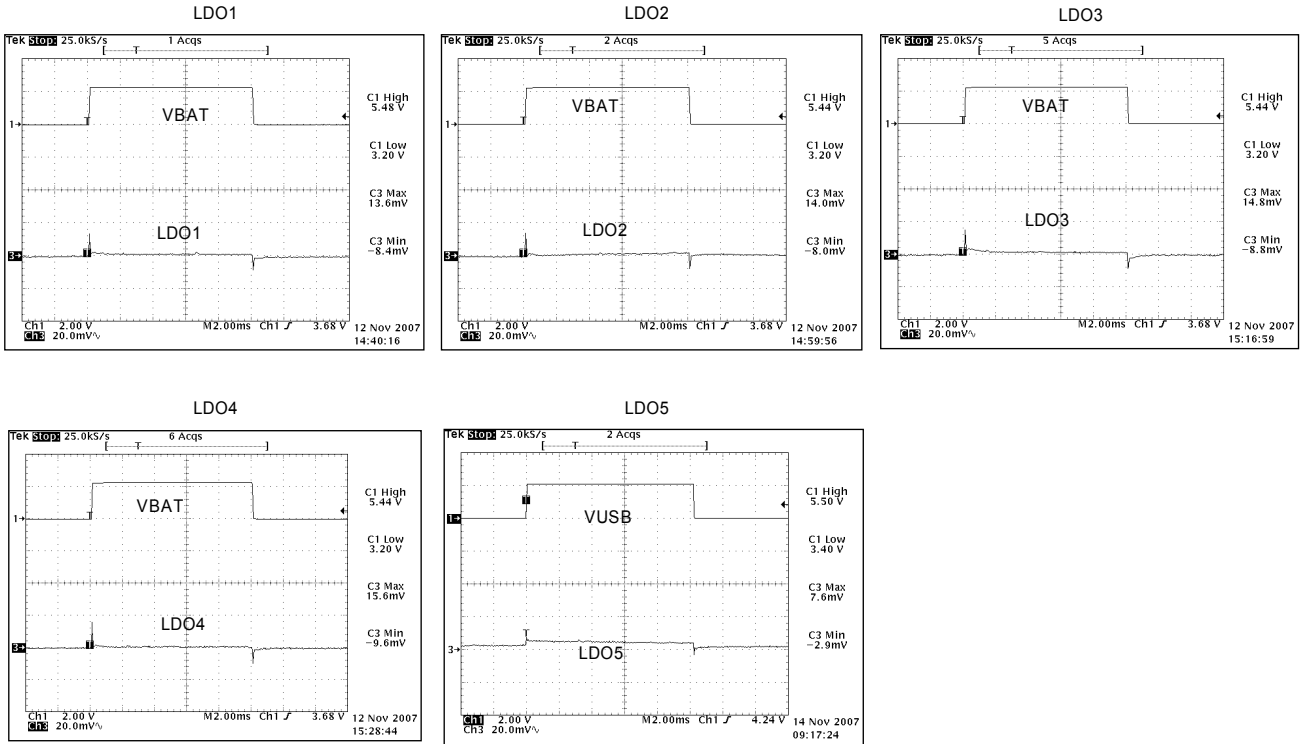 LDO1
Tek Stop: 25.0kS/s 1 Acqs
T
C1 High
5.48 V
VBAT
1→
C1 Low
3.20 V
C3 Max
13.6mV
LDO1
C3 Min
−8.4mV
T
3→
Ch1 2.00 V M2.00ms Ch1 ∫ 3.68 V 12 Nov 2007
Ch3 20.0mV∿ 14:40:16
LDO2
Tek Stop: 25.0kS/s 2 Acqs
T
C1 High
5.44 V
VBAT
1→
C1 Low
3.20 V
C3 Max
14.0mV
LDO2
C3 Min
−8.0mV
T
3→
Ch1 2.00 V M2.00ms Ch1 ∫ 3.68 V 12 Nov 2007
Ch3 20.0mV∿ 14:59:56
LDO3
Tek Stop: 25.0kS/s 5 Acqs
T
C1 High
5.44 V
VBAT
1→
C1 Low
3.20 V
C3 Max
14.8mV
LDO3
C3 Min
−8.8mV
T
3→
Ch1 2.00 V M2.00ms Ch1 ∫ 3.68 V 12 Nov 2007
Ch3 20.0mV∿ 15:16:59
LDO4
Tek Stop: 25.0kS/s 6 Acqs
T
C1 High
5.44 V
VBAT
1→
C1 Low
3.20 V
C3 Max
15.6mV
LDO4
C3 Min
−9.6mV
T
3→
Ch1 2.00 V M2.00ms Ch1 ∫ 3.68 V 12 Nov 2007
Ch3 20.0mV∿ 15:28:44
LDO5
Tek Stop: 25.0kS/s 2 Acqs
T
C1 High
5.50 V
T
VUSB
1→
C1 Low
3.40 V
C3 Max
7.6mV
C3 Min
−2.9mV
3→
LDO5
Ch1 2.00 V M2.00ms Ch1 ∫ 4.24 V 14 Nov 2007
Ch3 20.0mV∿ 09:17:24